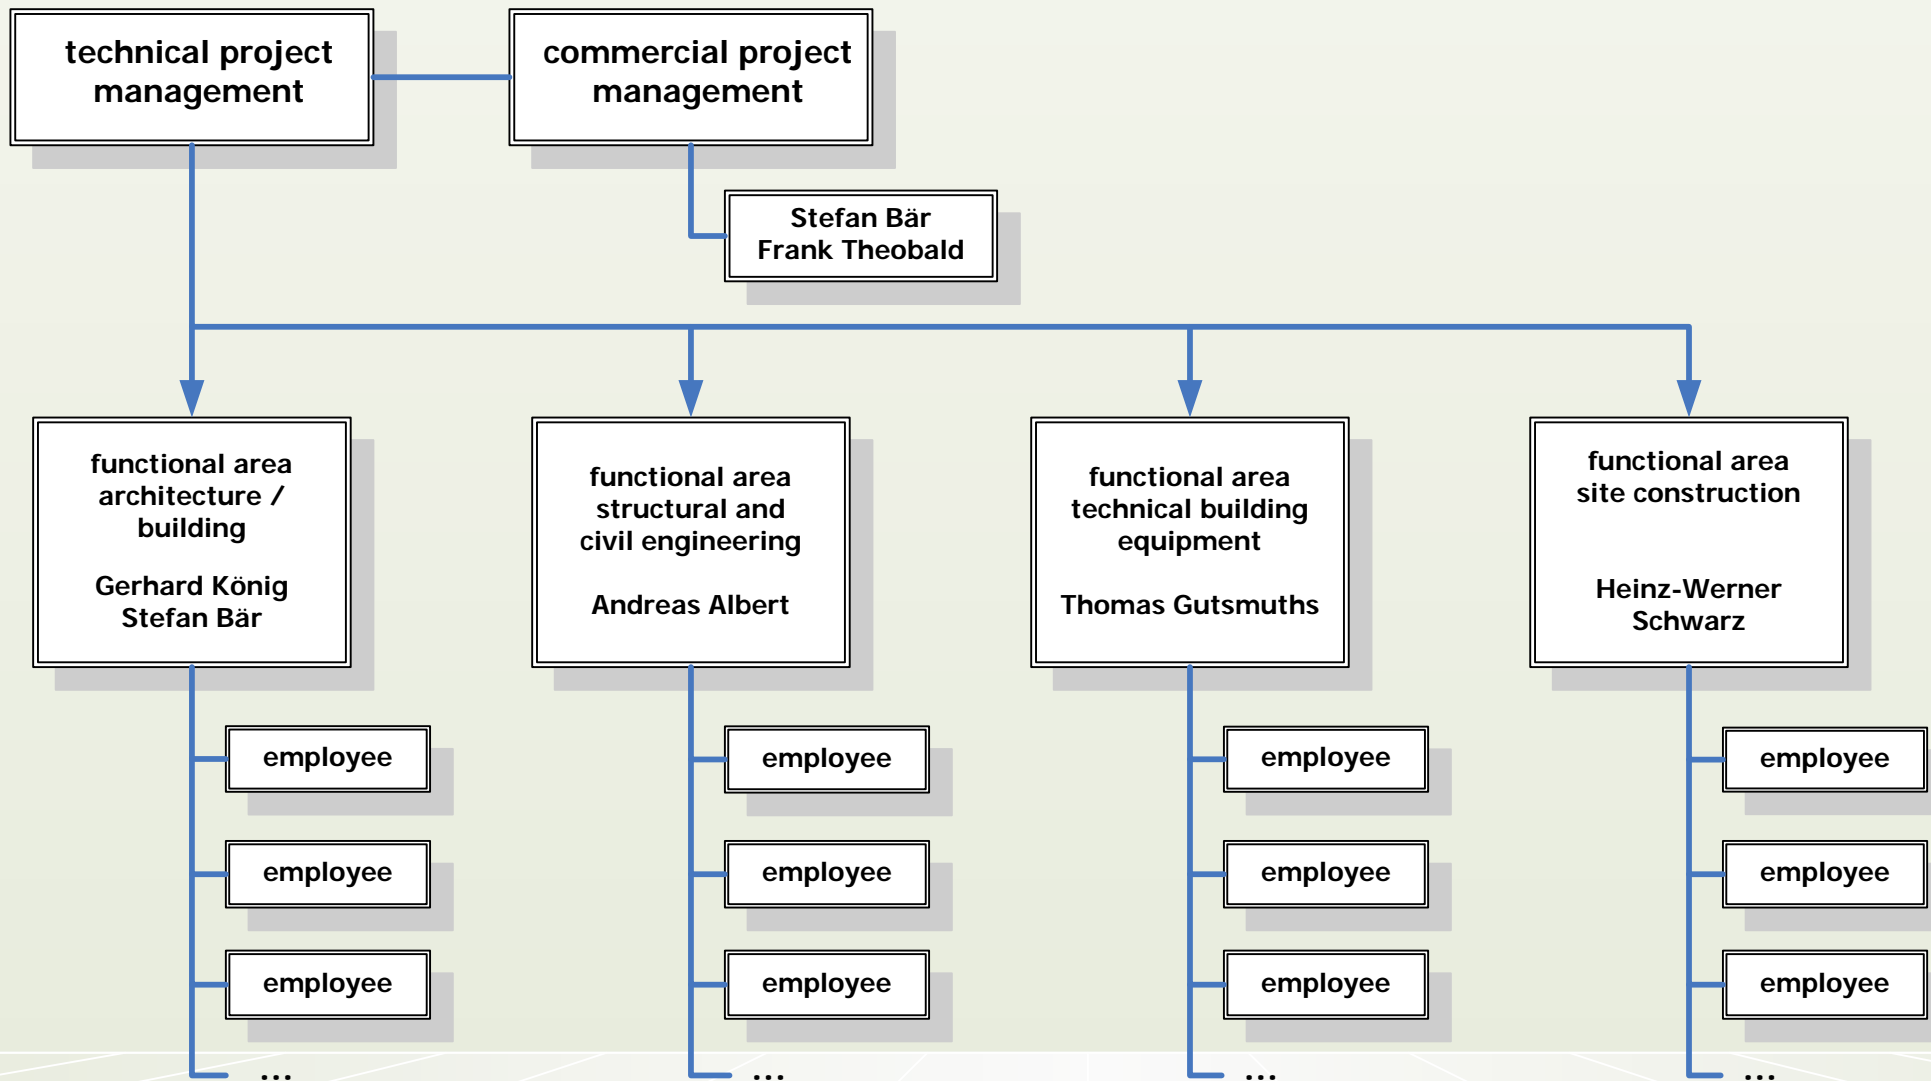 technical project
management
commercial project
management
Stefan Bär
Frank Theobald
functional area
architecture /
building
Gerhard König
Stefan Bär
functional area
structural and
civil engineering
Andreas Albert
functional area
technical building
equipment
Thomas Gutsmuths
functional area
site construction
Heinz-Werner
Schwarz
employee
employee
employee
employee
employee
employee
employee
employee
employee
employee
employee
employee
...
...
...
...